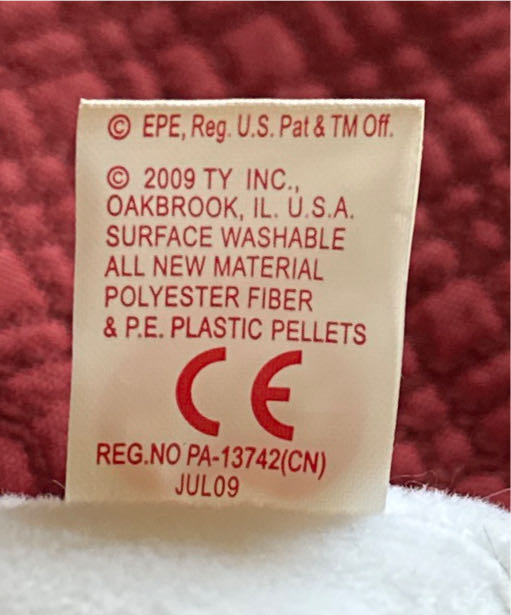 © EPE, Reg. U.S. Pat & TM Off.
© 2009 TY INC.,
OAKBROOK, IL. U.S.A.
SURFACE WASHABLE
ALL NEW MATERIAL
POLYESTER FIBER
& P.E. PLASTIC PELLETS
CE
REG.NO PA-13742(CN)
JUL09